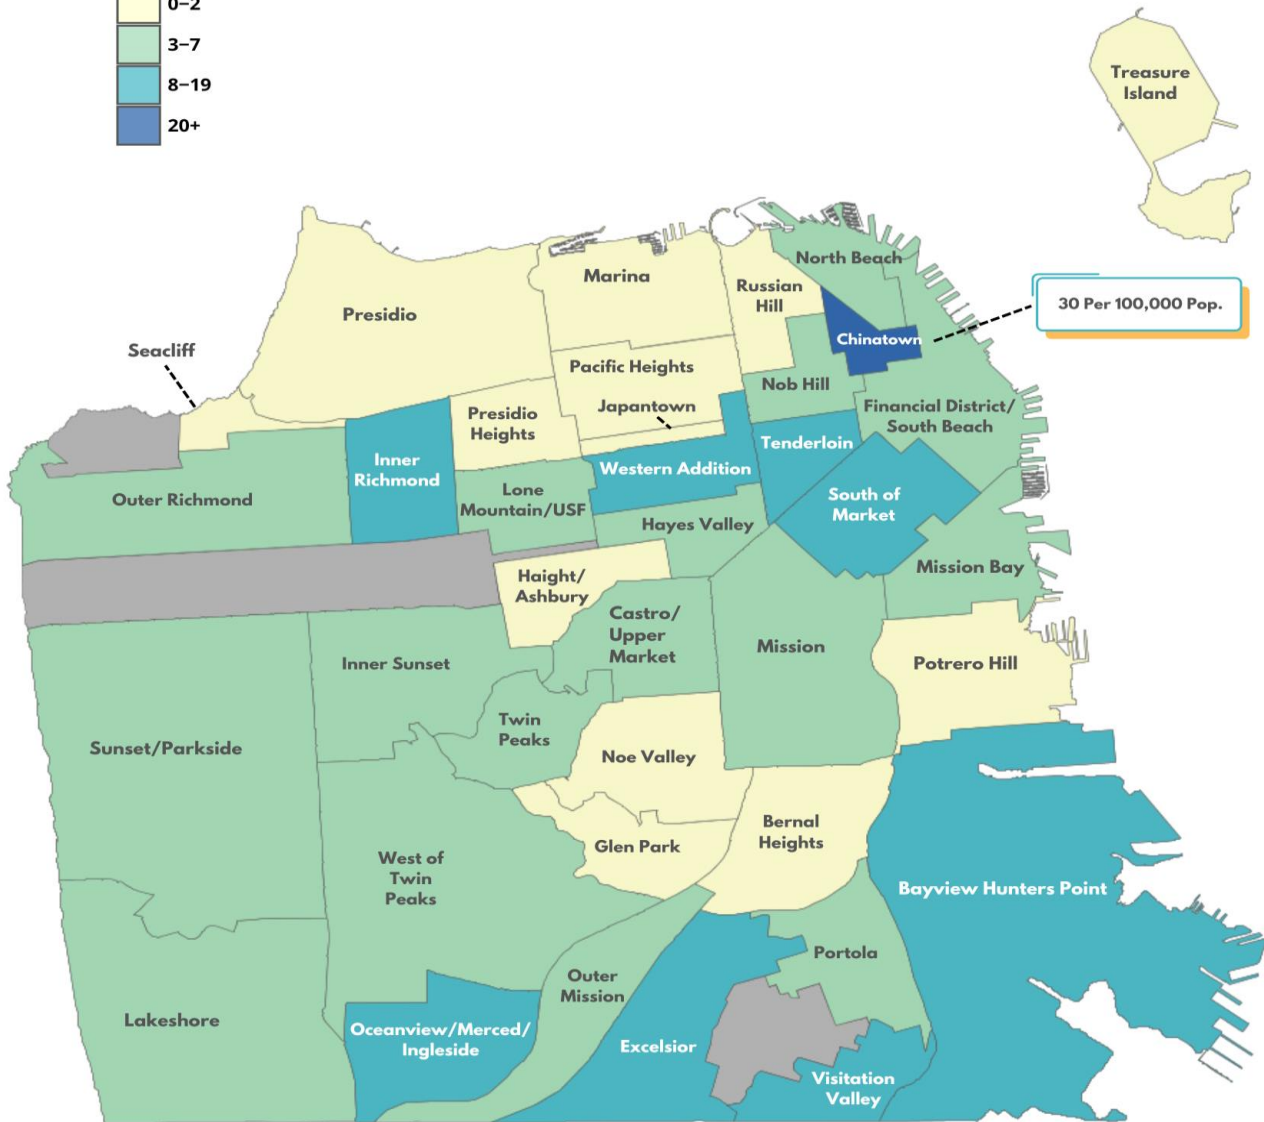 0–2
3–7
8–19
20+
Treasure
Island
North Beach
Marina
Russian
Hill
30 Per 100,000 Pop.
Presidio
Chinatown
Seacliff
Pacific Heights
Nob Hill
Japantown
Presidio
Heights
Financial District/
South Beach
Tenderloin
Inner
Richmond
Western Addition
Outer Richmond
Lone
Mountain/USF
South of
Market
Hayes Valley
Mission Bay
Haight/
Ashbury
Castro/
Upper
Market
Mission
Inner Sunset
Potrero Hill
Twin
Peaks
Sunset/Parkside
Noe Valley
Bernal
Heights
Glen Park
West of
Twin
Peaks
Bayview Hunters Point
Portola
Outer
Mission
Lakeshore
Oceanview/Merced/
Ingleside
Excelsior
Visitation
Valley